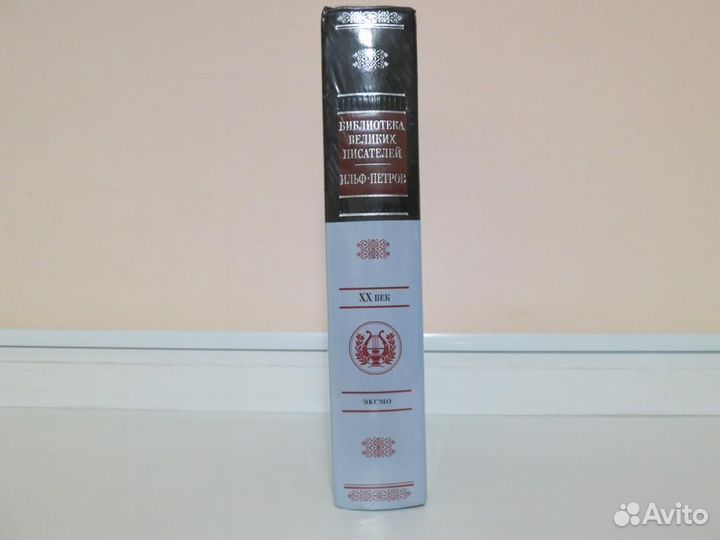 БИБЛИОТЕКА
ВЕЛИКИХ
ПИСАТЕЛЕЙ
ИЛЬФ·ПЕТРОВ
XX ВЕК
ЭКСМО
Avito